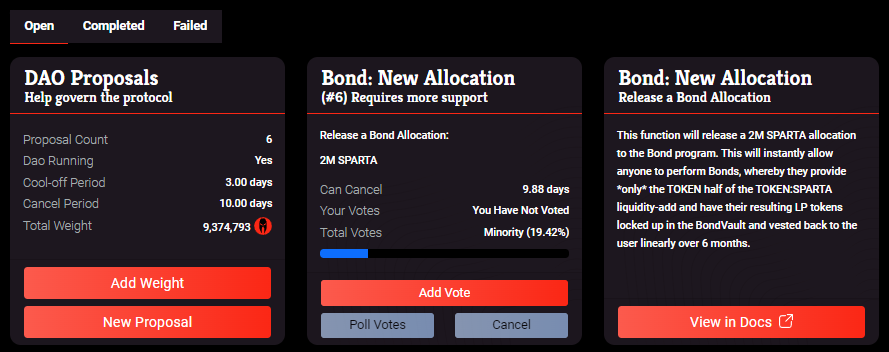 Open Completed Failed
DAO Proposals
Help govern the protocol
Proposal Count 6
Dao Running Yes
Cool-off Period 3.00 days
Cancel Period 10.00 days
Total Weight 9,374,793
Add Weight
New Proposal
Bond: New Allocation
(#6) Requires more support
Release a Bond Allocation:
2M SPARTA
Can Cancel 9.88 days
Your Votes You Have Not Voted
Total Votes Minority (19.42%)
Add Vote
Poll Votes Cancel
Bond: New Allocation
Release a Bond Allocation
This function will release a 2M SPARTA allocation
to the Bond program. This will instantly allow
anyone to perform Bonds, whereby they provide
*only* the TOKEN half of the TOKEN:SPARTA
liquidity-add and have their resulting LP tokens
locked up in the BondVault and vested back to the
user linearly over 6 months.
View in Docs